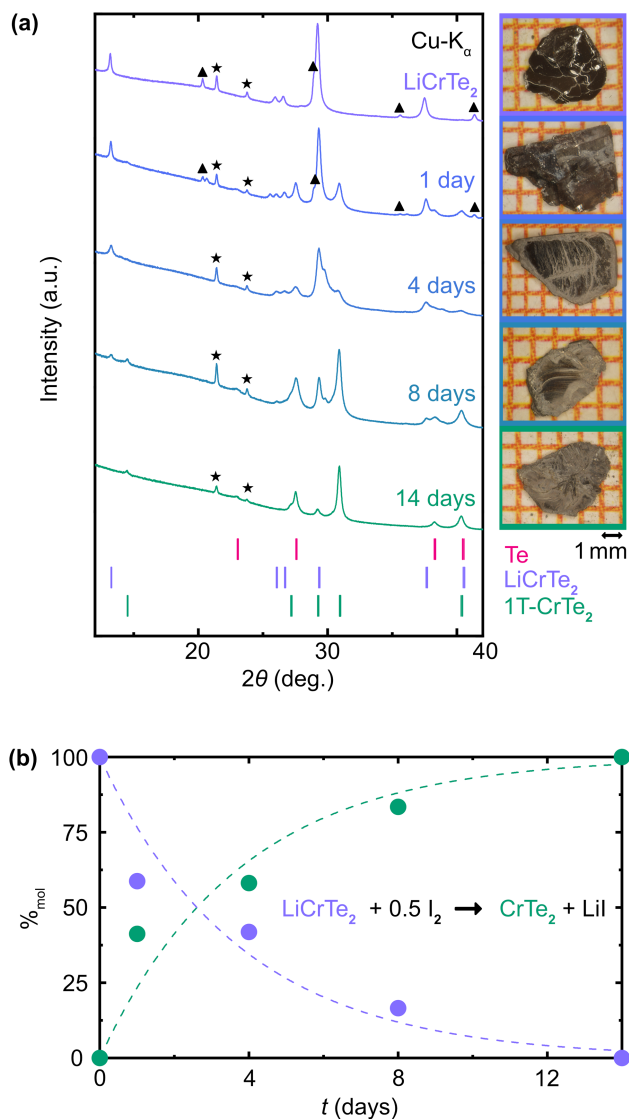 (a)
Cu-Kα
LiCrTe₂
1 day
4 days
8 days
14 days
Intensity (a.u.)
1 mm
Te
LiCrTe₂
1T-CrTe₂
20 30 40
2θ (deg.)
(b)
100
75
50
25
0
%mol
LiCrTe₂ + 0.5 I₂ → CrTe₂ + LiI
0 4 8 12
t (days)